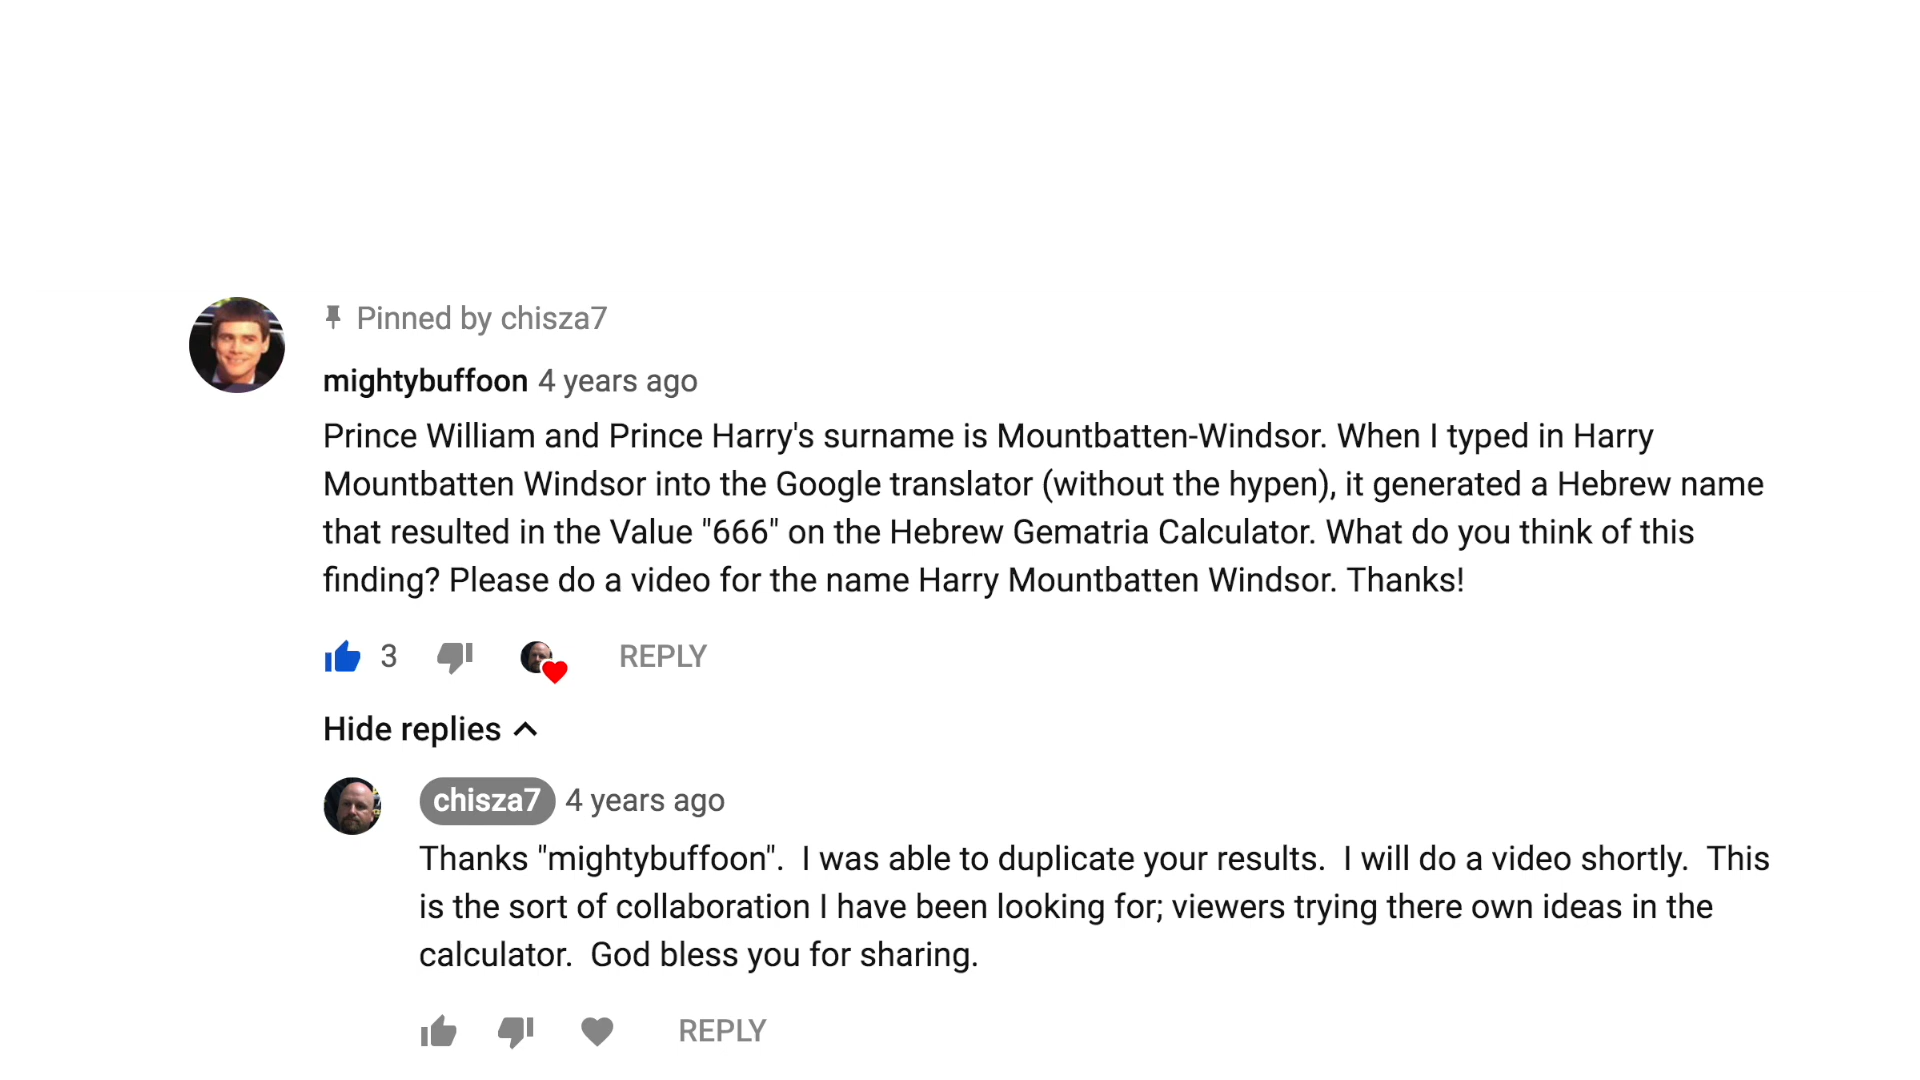 Pinned by chisza7
mightybuffoon 4 years ago
Prince William and Prince Harry's surname is Mountbatten-Windsor. When I typed in Harry
Mountbatten Windsor into the Google translator (without the hypen), it generated a Hebrew name
that resulted in the Value "666" on the Hebrew Gematria Calculator. What do you think of this
finding? Please do a video for the name Harry Mountbatten Windsor. Thanks!
3 REPLY
Hide replies
chisza7 4 years ago
Thanks "mightybuffoon".  I was able to duplicate your results.  I will do a video shortly.  This
is the sort of collaboration I have been looking for; viewers trying there own ideas in the
calculator.  God bless you for sharing.
REPLY